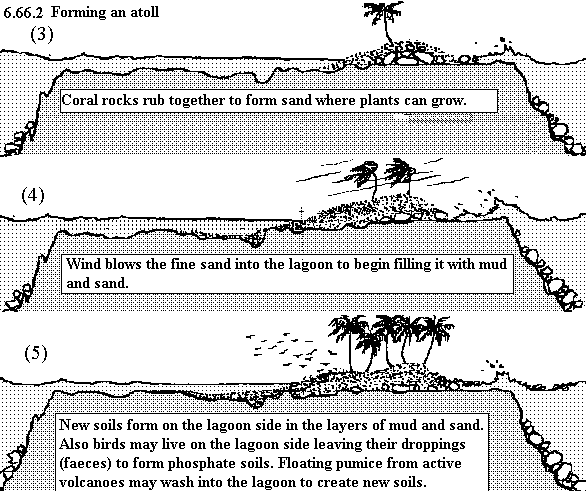 6.66.2 Forming an atoll
(3)
Coral rocks rub together to form sand where plants can grow.
(4)
Wind blows the fine sand into the lagoon to begin filling it with mud
and sand.
(5)
New soils form on the lagoon side in the layers of mud and sand.
Also birds may live on the lagoon side leaving their droppings
(faeces) to form phosphate soils. Floating pumice from active
volcanoes may wash into the lagoon to create new soils.